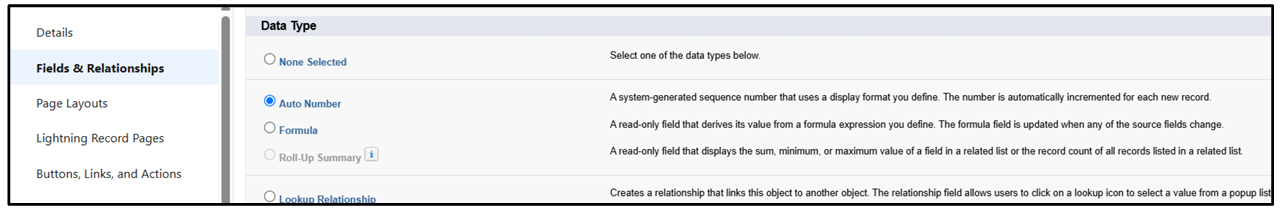 Details
Fields & Relationships
Page Layouts
Lightning Record Pages
Buttons, Links, and Actions
Data Type
None Selected Select one of the data types below.
Auto Number A system-generated sequence number that uses a display format you define. The number is automatically incremented for each new record.
Formula A read-only field that derives its value from a formula expression you define. The formula field is updated when any of the source fields change.
Roll-Up Summary i A read-only field that displays the sum, minimum, or maximum value of a field in a related list or the record count of all records listed in a related list.
Lookup Relationship Creates a relationship that links this object to another object. The relationship field allows users to click on a lookup icon to select a value from a popup list